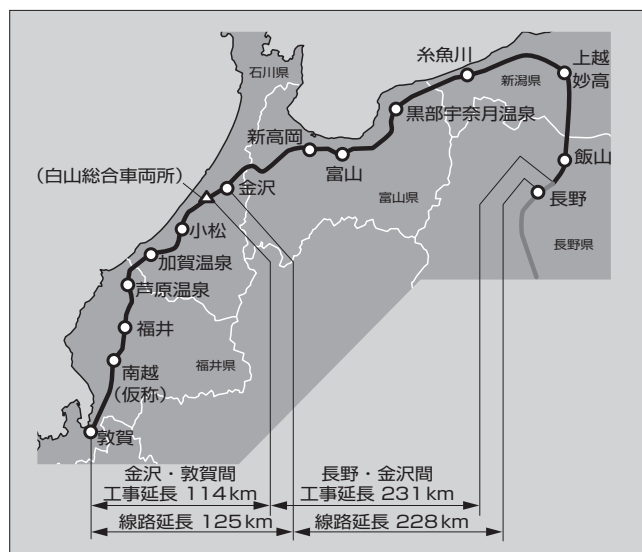 糸魚川
上越
妙高
石川県
新潟県
黒部宇奈月温泉
新高岡
富山
飯山
(白山総合車両所)
金沢
富山県
長野
小松
長野県
加賀温泉
芦原温泉
福井
福井県
南越
(仮称)
敦賀
金沢・敦賀間
工事延長 114km
長野・金沢間
工事延長 231km
線路延長 125km
線路延長 228km